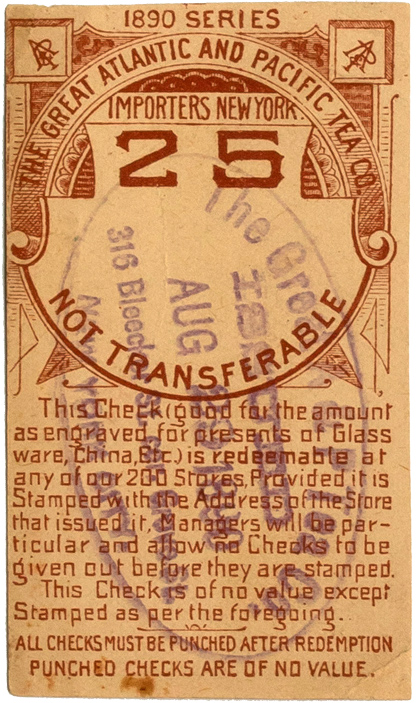 1890 SERIES
THE GREAT ATLANTIC AND PACIFIC TEA CO.
IMPORTERS NEW YORK.
25
NOT TRANSFERABLE
This Check (good for the amount
as engraved for presents of Glass
ware, China, Etc.) is redeemable at
any of our 200 Stores, Provided it is
Stamped with the Address of the Store
that issued it. Managers will be par-
ticular and allow no Checks to be
given out before they are stamped.
This Check is of no value except
Stamped as per the foregoing.
ALL CHECKS MUST BE PUNCHED AFTER REDEMPTION
PUNCHED CHECKS ARE OF NO VALUE.
The Great
AUG
316 Bleecker
New York City